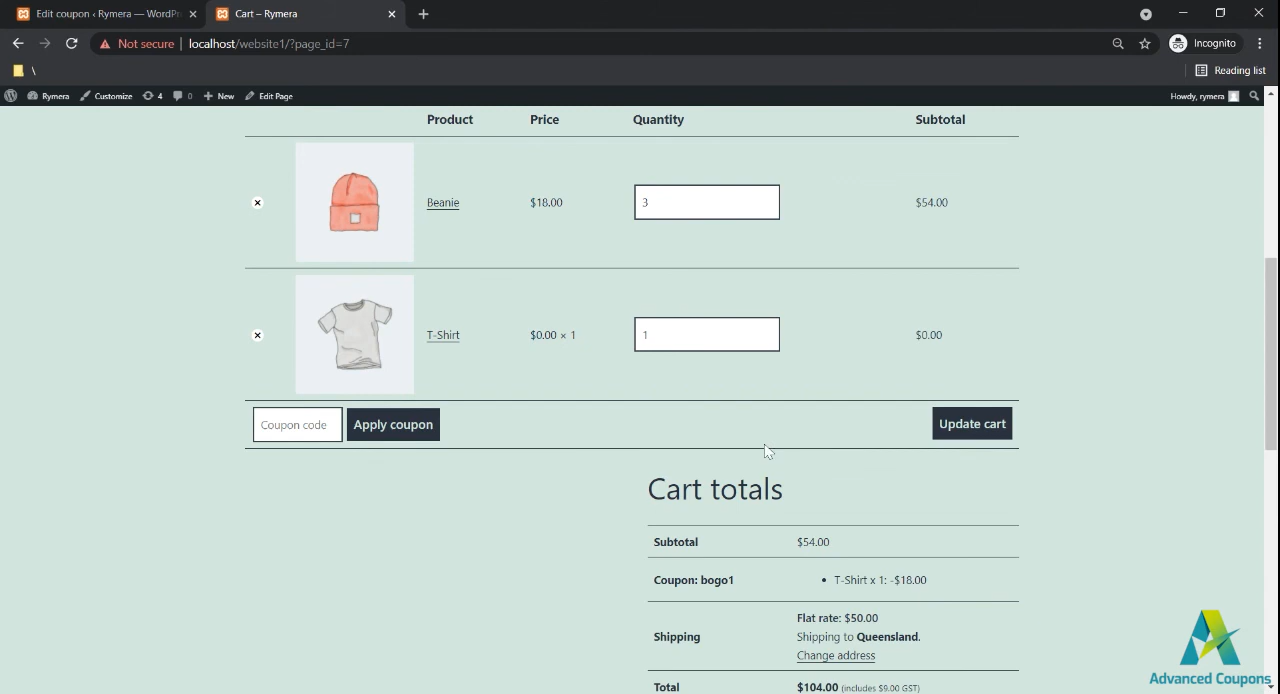 Edit coupon ‹ Rymera — WordPr
Cart – Rymera
Not secure | localhost/website1/?page_id=7
Incognito
\
Reading list
Rymera Customize 4 0 New Edit Page
Howdy, rymera
Product Price Quantity Subtotal
Beanie $18.00 3 $54.00
T-Shirt $0.00 × 1 1 $0.00
Coupon code Apply coupon Update cart
Cart totals
Subtotal $54.00
Coupon: bogo1 • T-Shirt x 1: -$18.00
Flat rate: $50.00
Shipping Shipping to Queensland.
Change address
Total $104.00 (includes $9.00 GST)
Advanced Coupons